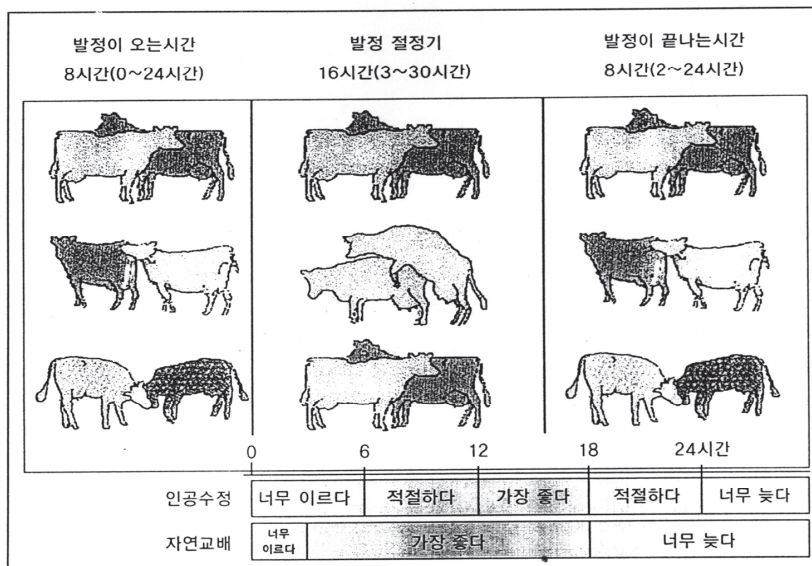 발정이 오는시간
8시간(0~24시간)
발정 절정기
16시간(3~30시간)
발정이 끝나는시간
8시간(2~24시간)
0 6 12 18 24시간
인공수정 너무 이르다 적절하다 가장 좋다 적절하다 너무 늦다
자연교배 너무 이르다 가장 좋다 너무 늦다